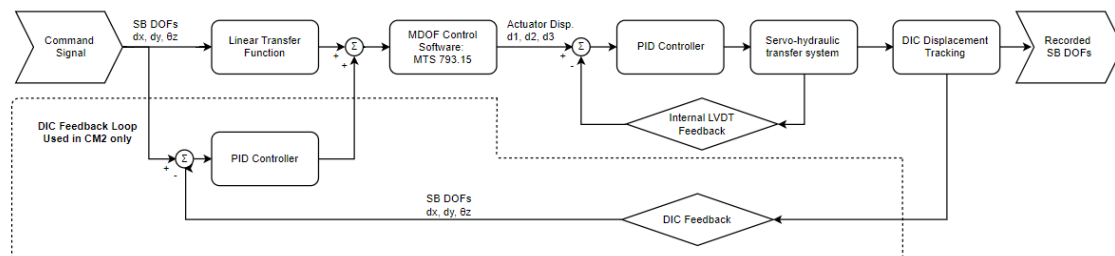 Command
Signal
SB DOFs
dx, dy, θz
Linear Transfer
Function
Σ
+
+
MDOF Control
Software:
MTS 793.15
Actuator Disp.
d1, d2, d3
Σ
+
-
PID Controller
Servo-hydraulic
transfer system
DIC Displacement
Tracking
Recorded
SB DOFs
Internal LVDT
Feedback
DIC Feedback Loop
Used in CM2 only
Σ
+
-
PID Controller
SB DOFs
dx, dy, θz
DIC Feedback